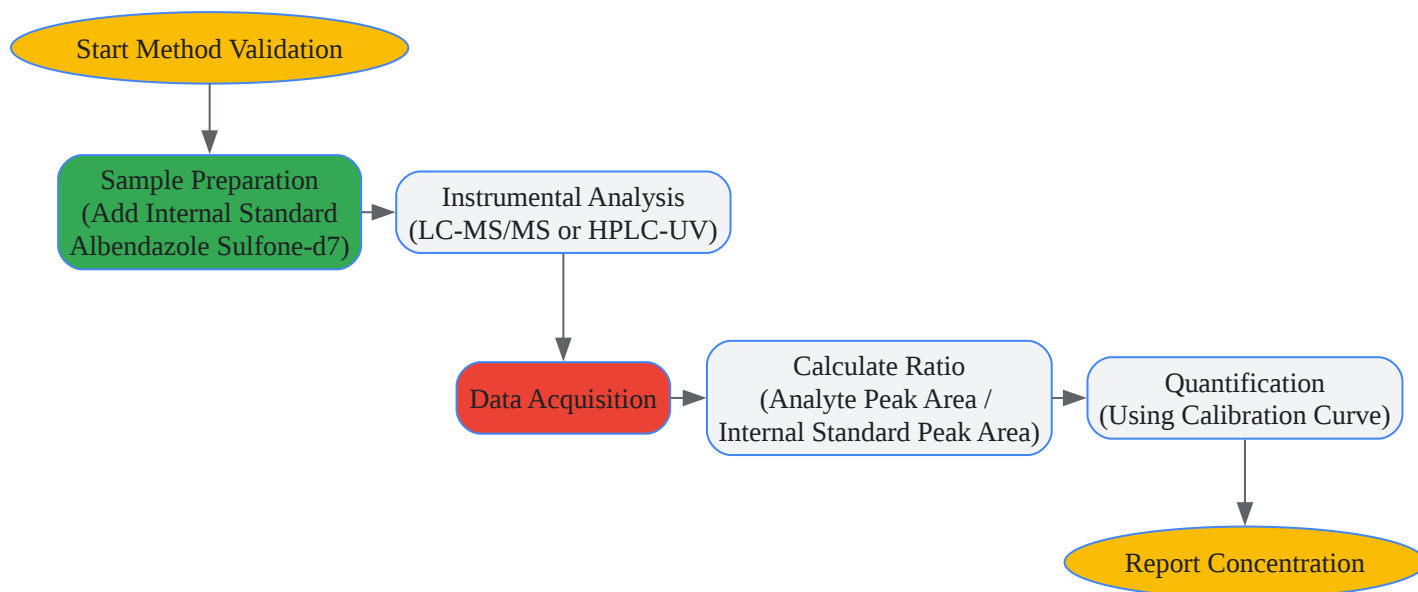 Start Method Validation
Sample Preparation
(Add Internal Standard
Albendazole Sulfone-d7)
Instrumental Analysis
(LC-MS/MS or HPLC-UV)
Data Acquisition
Calculate Ratio
(Analyte Peak Area /
Internal Standard Peak Area)
Quantification
(Using Calibration Curve)
Report Concentration